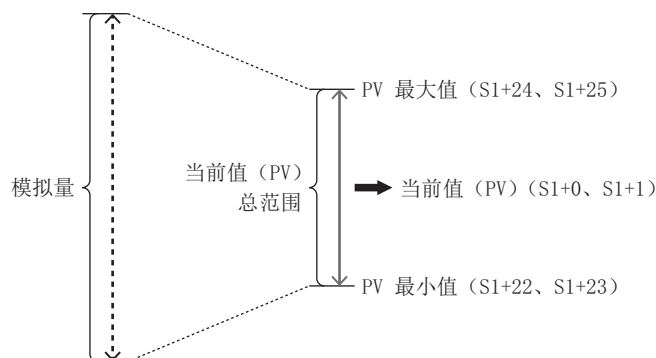 PV 最大值（S1+24、S1+25）
当前值（PV）
总范围
模拟量
当前值（PV）（S1+0、S1+1）
PV 最小值（S1+22、S1+23）